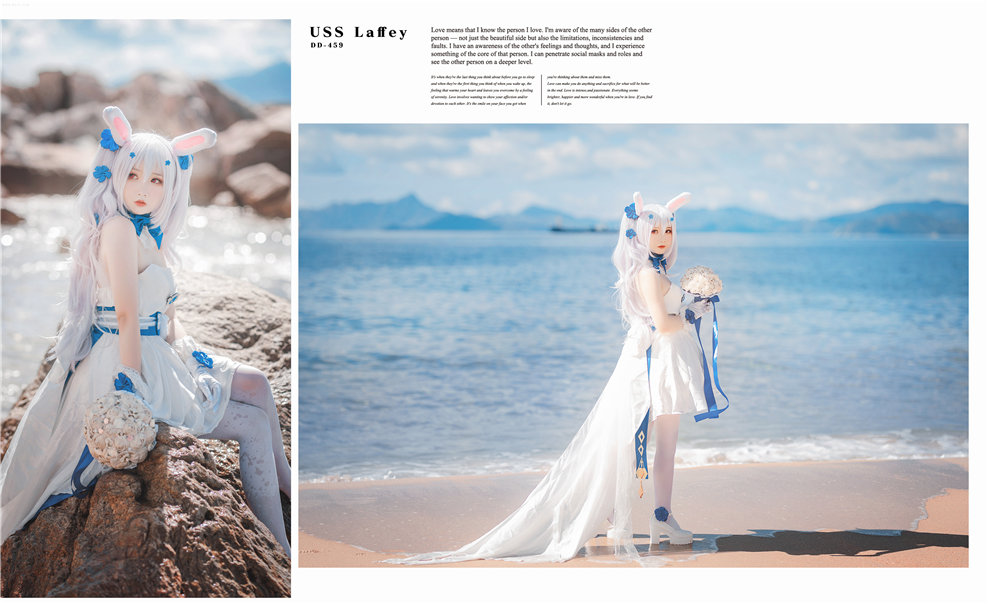 USS Laffey
DD-459
Love means that I know the person I love. I'm aware of the many sides of the other
person — not just the beautiful side but also the limitations, inconsistencies and
faults. I have an awareness of the other's feelings and thoughts, and I experience
something of the core of that person. I can penetrate social masks and roles and
see the other person on a deeper level.
It's when they're the last thing you think about before you go to sleep
and when they're the first thing you think of when you wake up, the
feeling that warms your heart and leaves you overcome by a feeling
of serenity. Love involves wanting to show your affection and/or
devotion to each other. It's the smile on your face you get when
you're thinking about them and miss them.
Love can make you do anything and sacrifice for what will be better
in the end. Love is intense,and passionate. Everything seems
brighter, happier and more wonderful when you're in love. If you find
it, don't let it go.